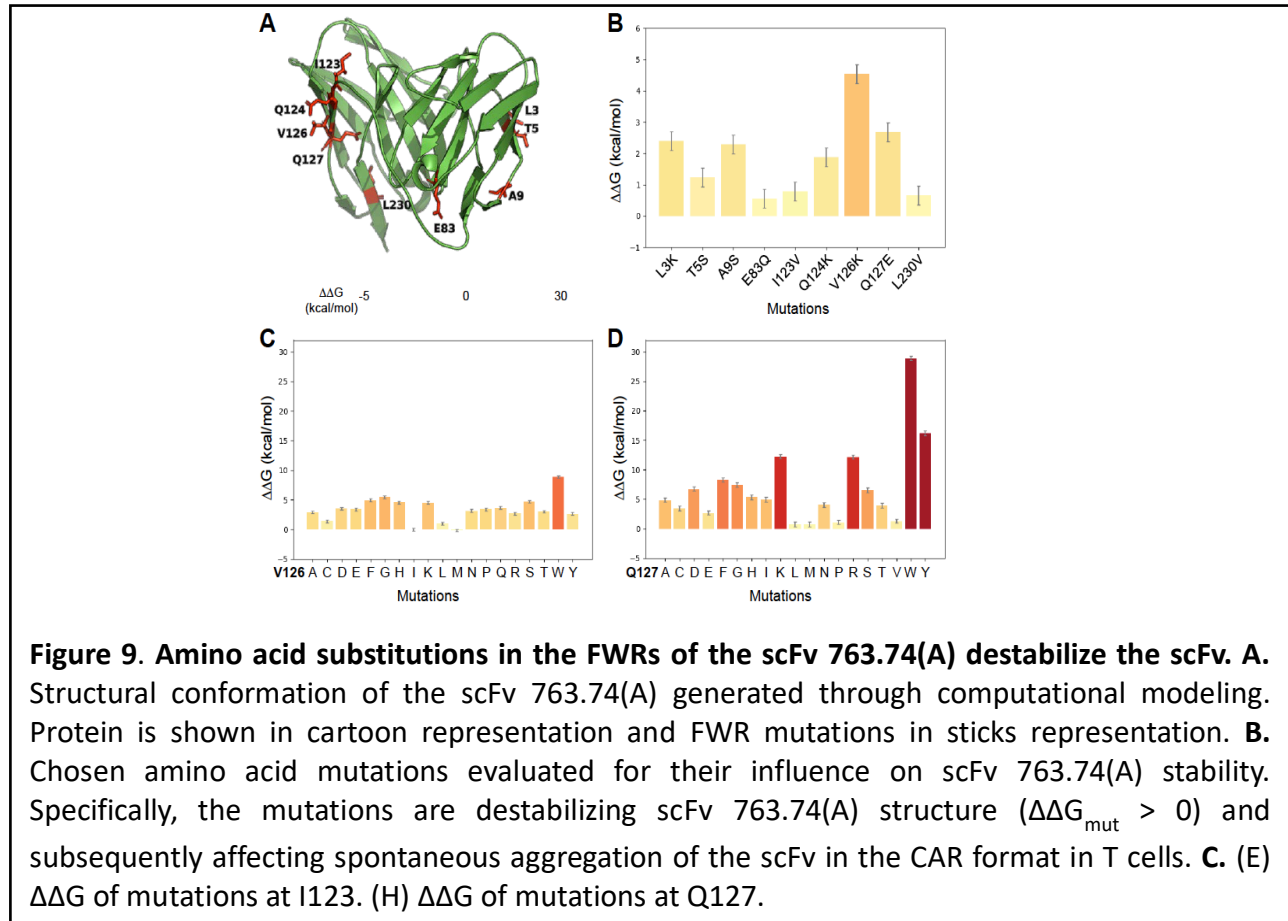 A
I123
Q124
V126
Q127
L3
T5
A9
L230
E83
ΔΔG
(kcal/mol)
-5 0 30
B
6
5
4
3
2
1
0
−1
ΔΔG (kcal/mol)
L3K T5S A9S E83Q I123V Q124K V126K Q127E L230V
Mutations
C
30
25
20
15
10
5
0
−5
ΔΔG (kcal/mol)
V126 A C D E F G H I K L M N P Q R S T W Y
Mutations
D
30
25
20
15
10
5
0
−5
ΔΔG (kcal/mol)
Q127 A C D E F G H I K L M N P R S T V W Y
Mutations
Figure 9. Amino acid substitutions in the FWRs of the scFv 763.74(A) destabilize the scFv. A.
Structural conformation of the scFv 763.74(A) generated through computational modeling.
Protein is shown in cartoon representation and FWR mutations in sticks representation. B.
Chosen amino acid mutations evaluated for their influence on scFv 763.74(A) stability.
Specifically, the mutations are destabilizing scFv 763.74(A) structure (ΔΔGmut > 0) and
subsequently affecting spontaneous aggregation of the scFv in the CAR format in T cells. C. (E)
ΔΔG of mutations at I123. (H) ΔΔG of mutations at Q127.